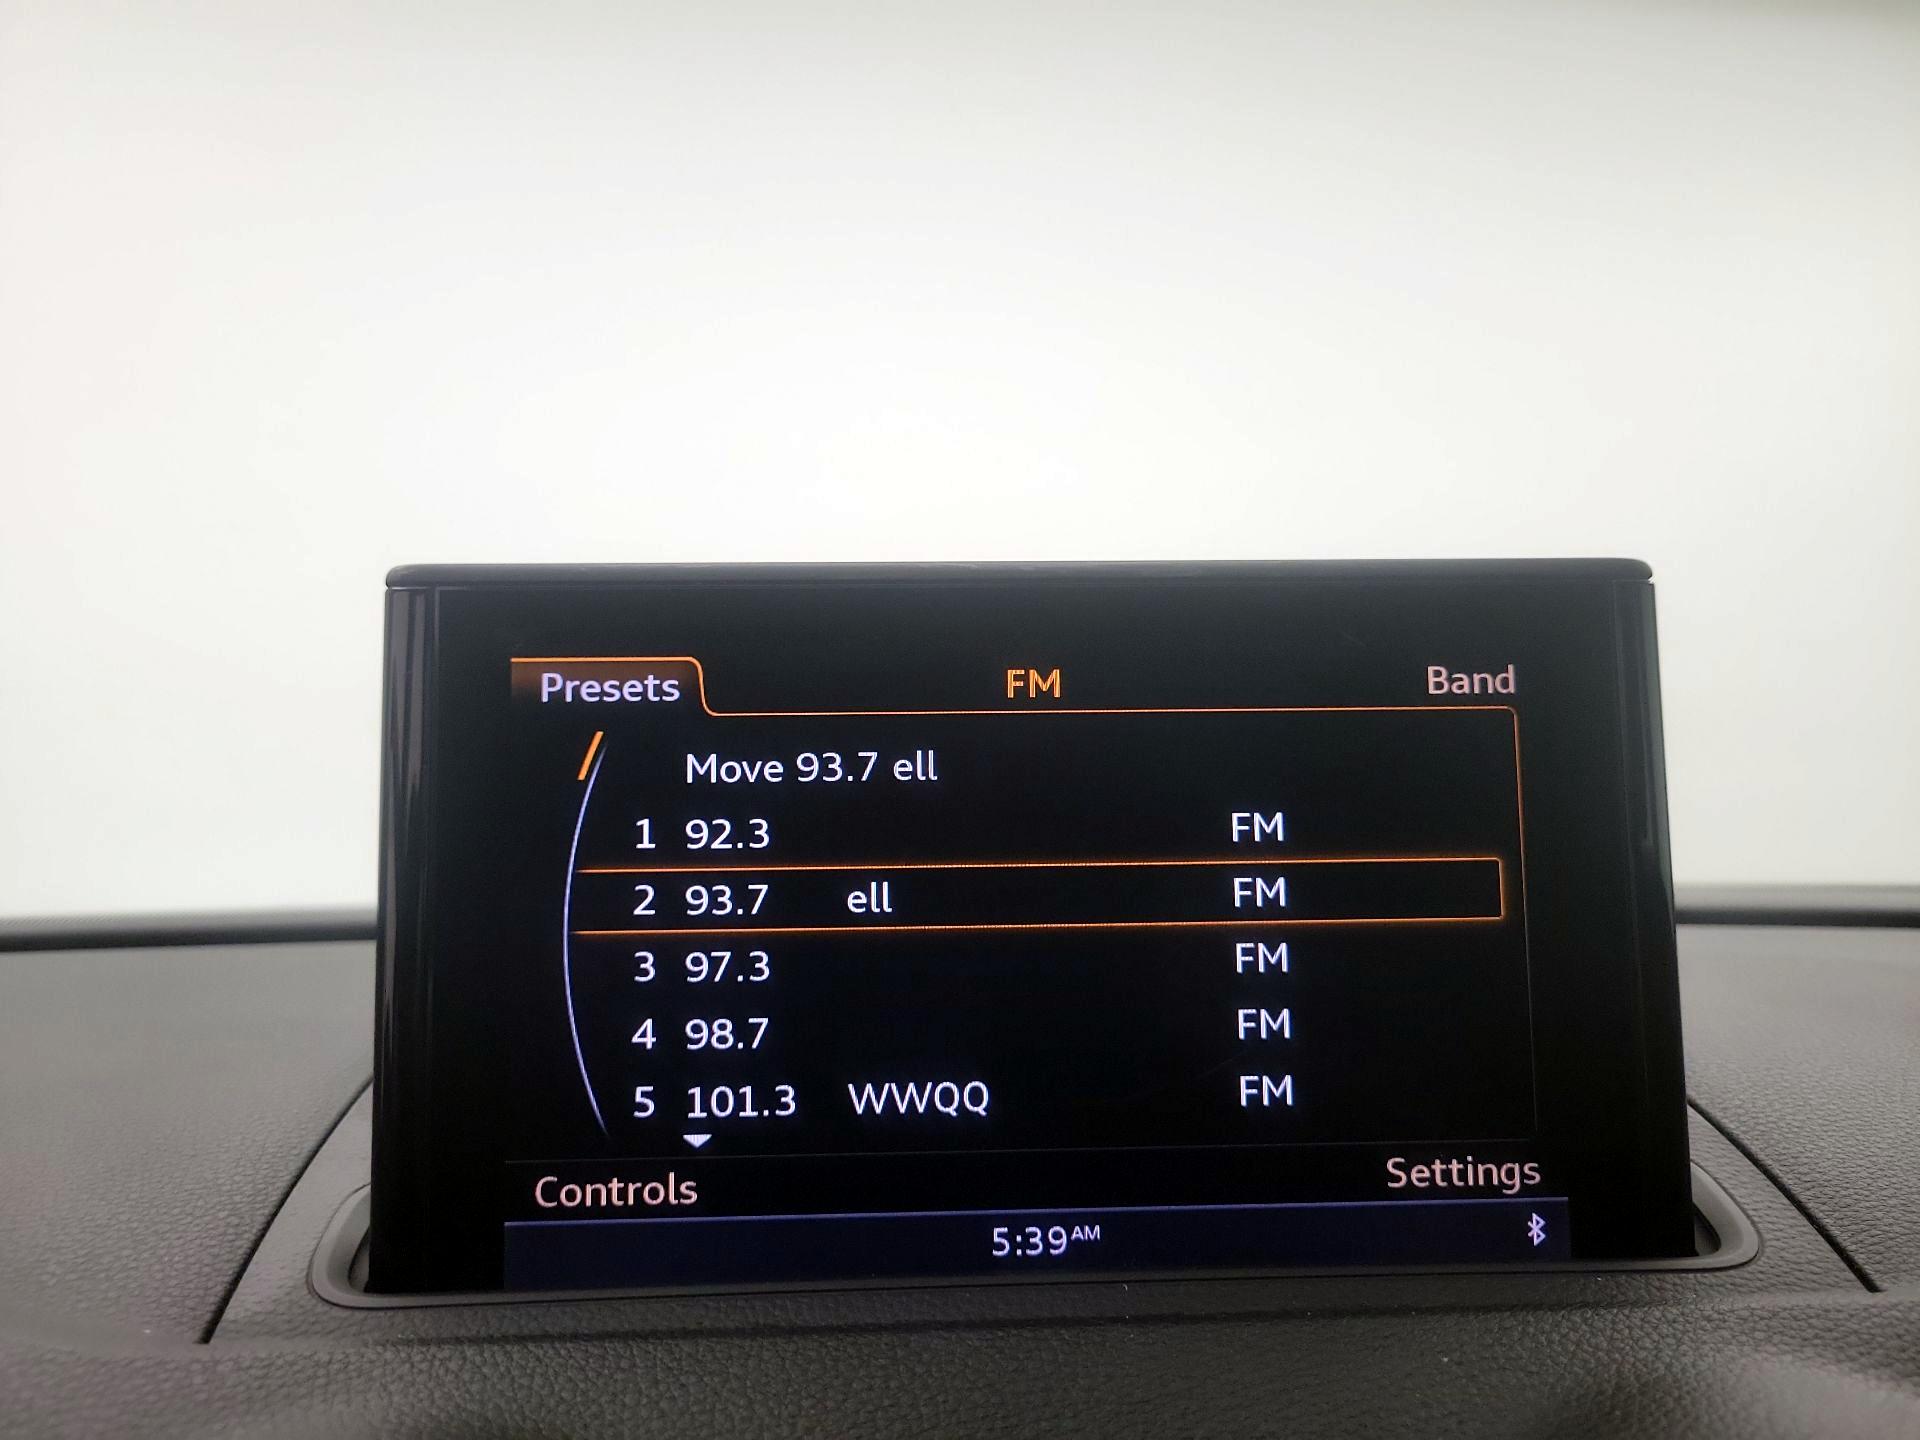 Presets FM Band
Move 93.7 ell
1 92.3 FM
2 93.7 ell FM
3 97.3 FM
4 98.7 FM
5 101.3 WWQQ FM
Controls Settings
5:39AM